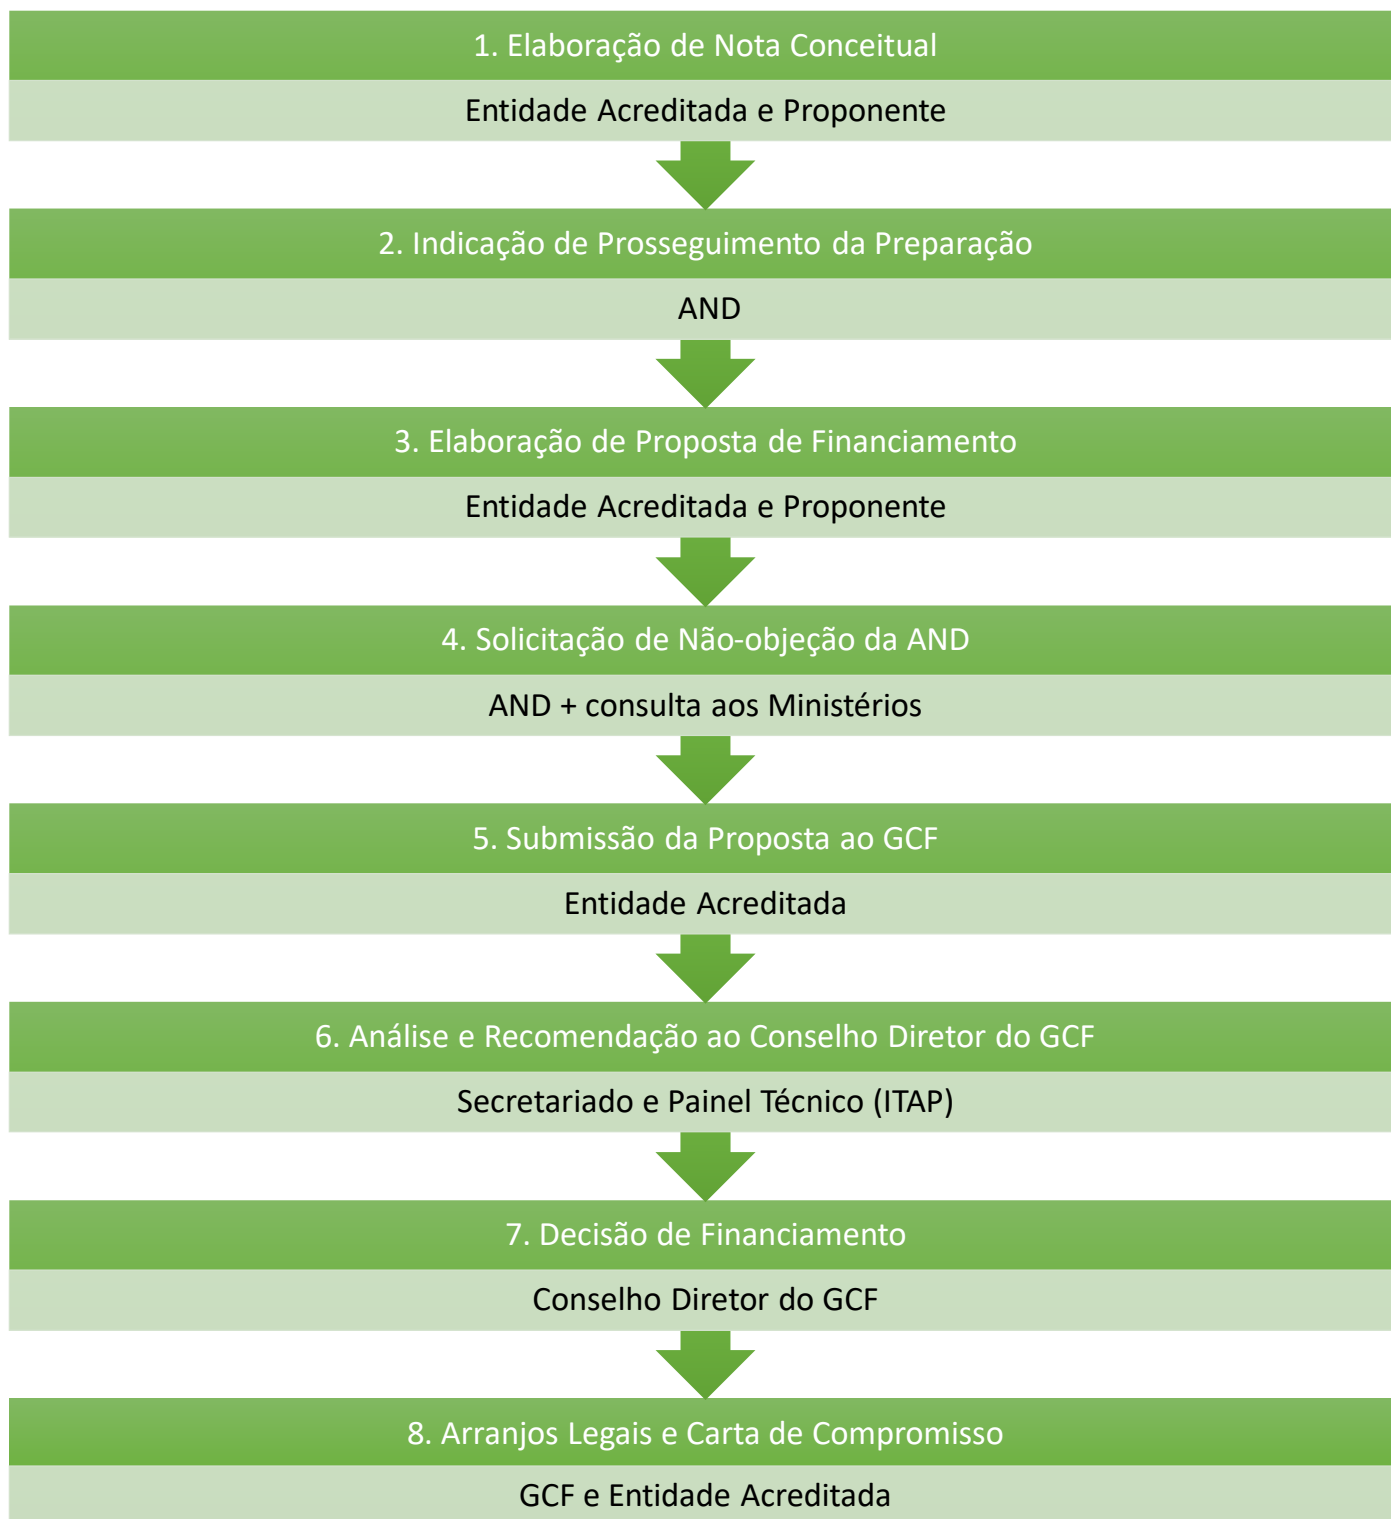 1. Elaboração de Nota Conceitual
Entidade Acreditada e Proponente
2. Indicação de Prosseguimento da Preparação
AND
3. Elaboração de Proposta de Financiamento
Entidade Acreditada e Proponente
4. Solicitação de Não-objeção da AND
AND + consulta aos Ministérios
5. Submissão da Proposta ao GCF
Entidade Acreditada
6. Análise e Recomendação ao Conselho Diretor do GCF
Secretariado e Painel Técnico (ITAP)
7. Decisão de Financiamento
Conselho Diretor do GCF
8. Arranjos Legais e Carta de Compromisso
GCF e Entidade Acreditada